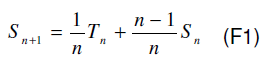 S_{n+1} = \frac{1}{n} T_n + \frac{n-1}{n} S_n (F1)